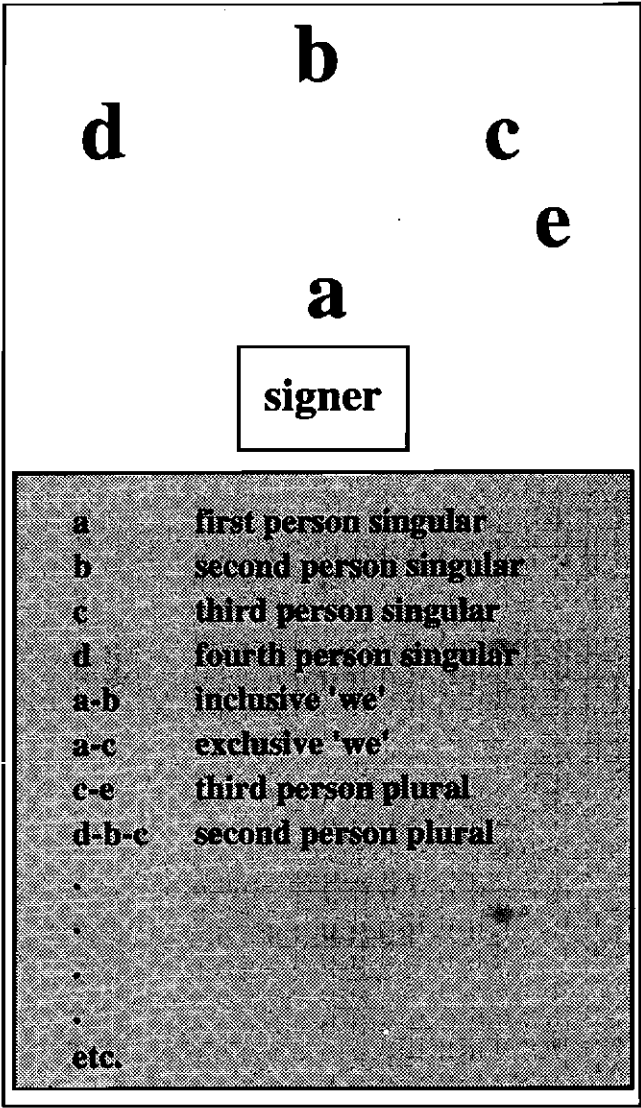 b
d c
e
a
signer
a first person singular
b second person singular
c third person singular
d fourth person singular
a-b inclusive 'we'
a-c exclusive 'we'
c-e third person plural
d-b-c second person plural
.
.
.
.
etc.